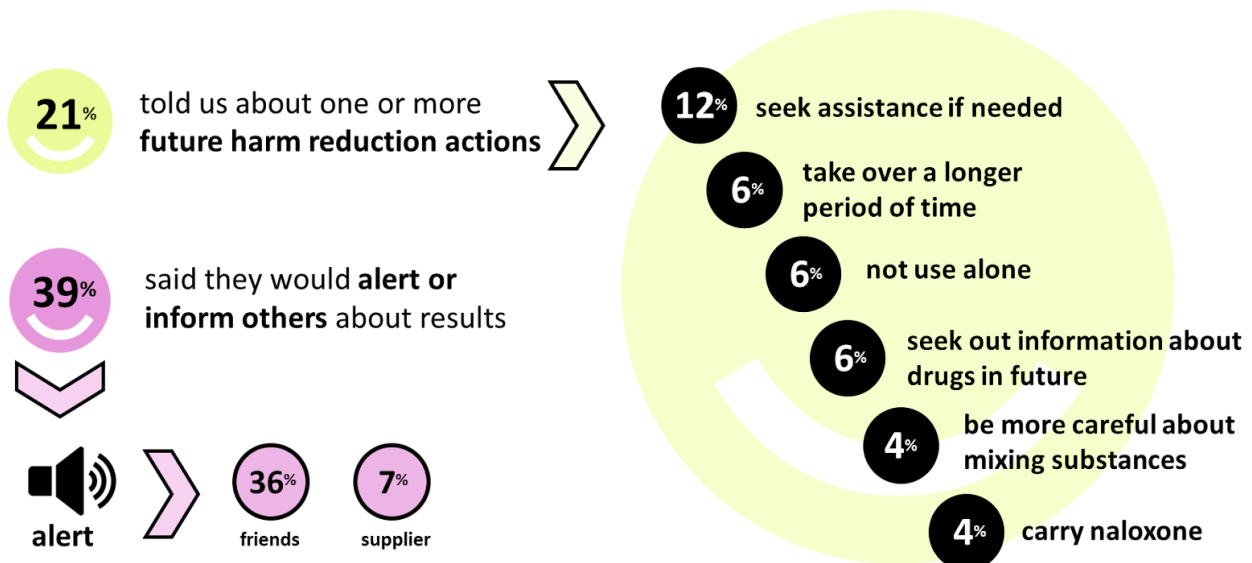 21%
told us about one or more
future harm reduction actions
12%
seek assistance if needed
6%
take over a longer
period of time
6%
not use alone
6%
seek out information about
drugs in future
4%
be more careful about
mixing substances
4%
carry naloxone
39%
said they would alert or
inform others about results
alert
36%
friends
7%
supplier